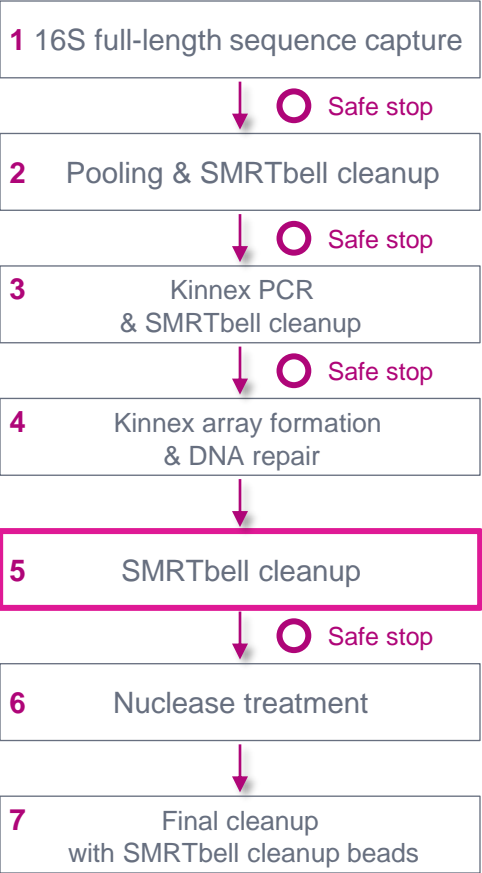 1 16S full-length sequence capture
Safe stop
2 Pooling & SMRTbell cleanup
Safe stop
3 Kinnex PCR
& SMRTbell cleanup
Safe stop
4 Kinnex array formation
& DNA repair
5 SMRTbell cleanup
Safe stop
6 Nuclease treatment
7 Final cleanup
with SMRTbell cleanup beads